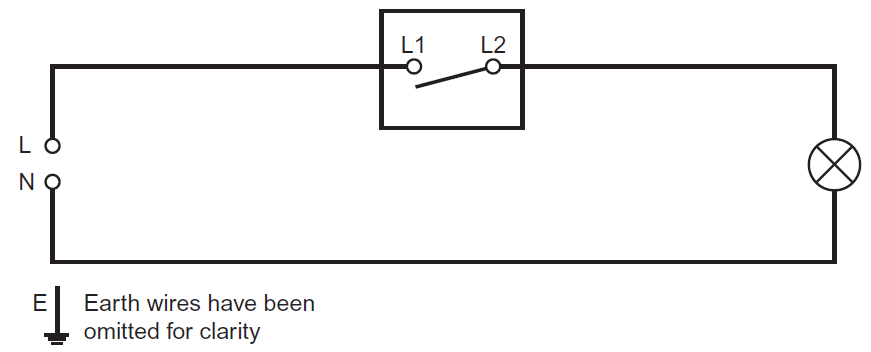 L1 L2
L
N
E Earth wires have been
omitted for clarity